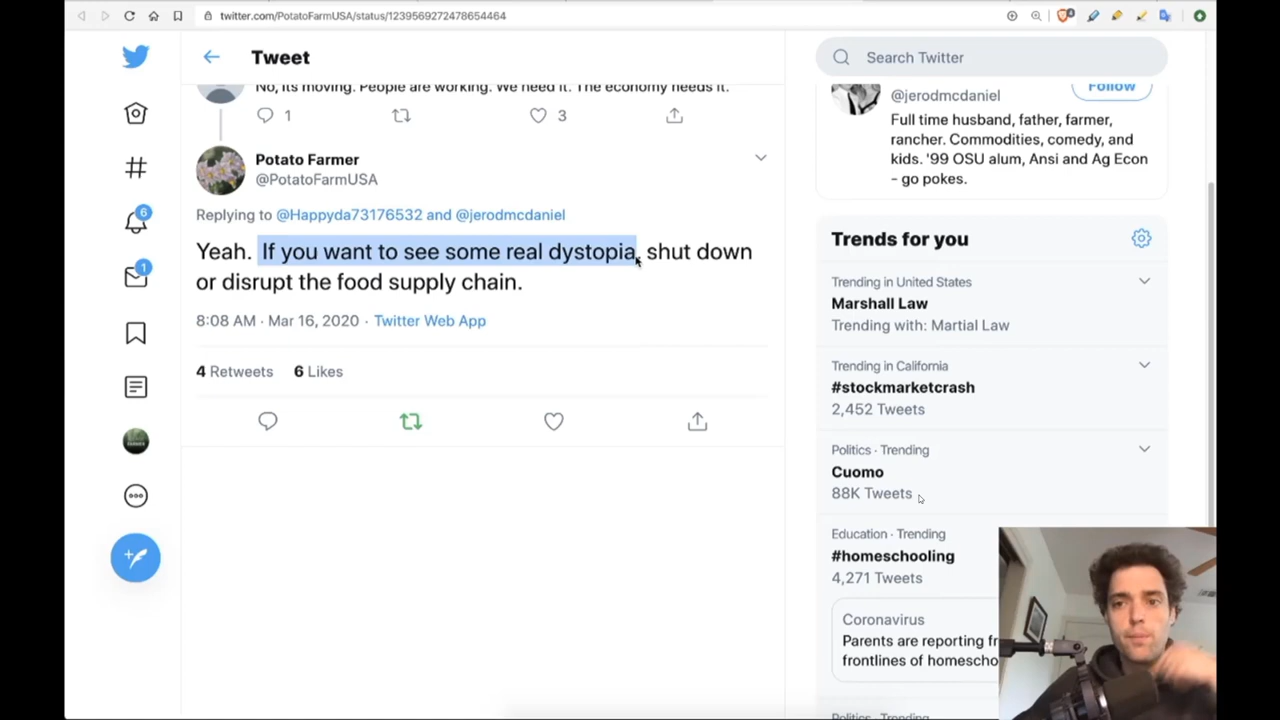 twitter.com/PotatoFarmUSA/status/1239569272478654464
Tweet
No, its moving. People are working. We need it. The economy needs it.
1
3
Potato Farmer
@PotatoFarmUSA
Replying to @Happyda73176532 and @jerodmcdaniel
Yeah. If you want to see some real dystopia, shut down
or disrupt the food supply chain.
8:08 AM · Mar 16, 2020 · Twitter Web App
4 Retweets 6 Likes
6
1
Search Twitter
@jerodmcdaniel
Follow
Full time husband, father, farmer,
rancher. Commodities, comedy, and
kids. '99 OSU alum, Ansi and Ag Econ
- go pokes.
Trends for you
Trending in United States
Marshall Law
Trending with: Martial Law
Trending in California
#stockmarketcrash
2,452 Tweets
Politics · Trending
Cuomo
88K Tweets
Education · Trending
#homeschooling
4,271 Tweets
Coronavirus
Parents are reporting fr
frontlines of homescho
Politics · Trending